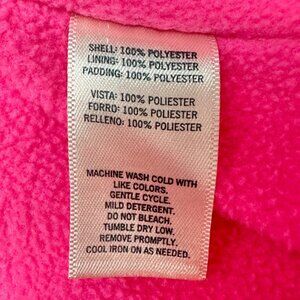 SHELL: 100% POLYESTER
LINING: 100% POLYESTER
PADDING: 100% POLYESTER
VISTA: 100% POLIESTER
FORRO: 100% POLIESTER
RELLENO: 100% POLIESTER
MACHINE WASH COLD WITH
LIKE COLORS.
GENTLE CYCLE.
MILD DETERGENT.
DO NOT BLEACH.
TUMBLE DRY LOW.
REMOVE PROMPTLY.
COOL IRON ON AS NEEDED.